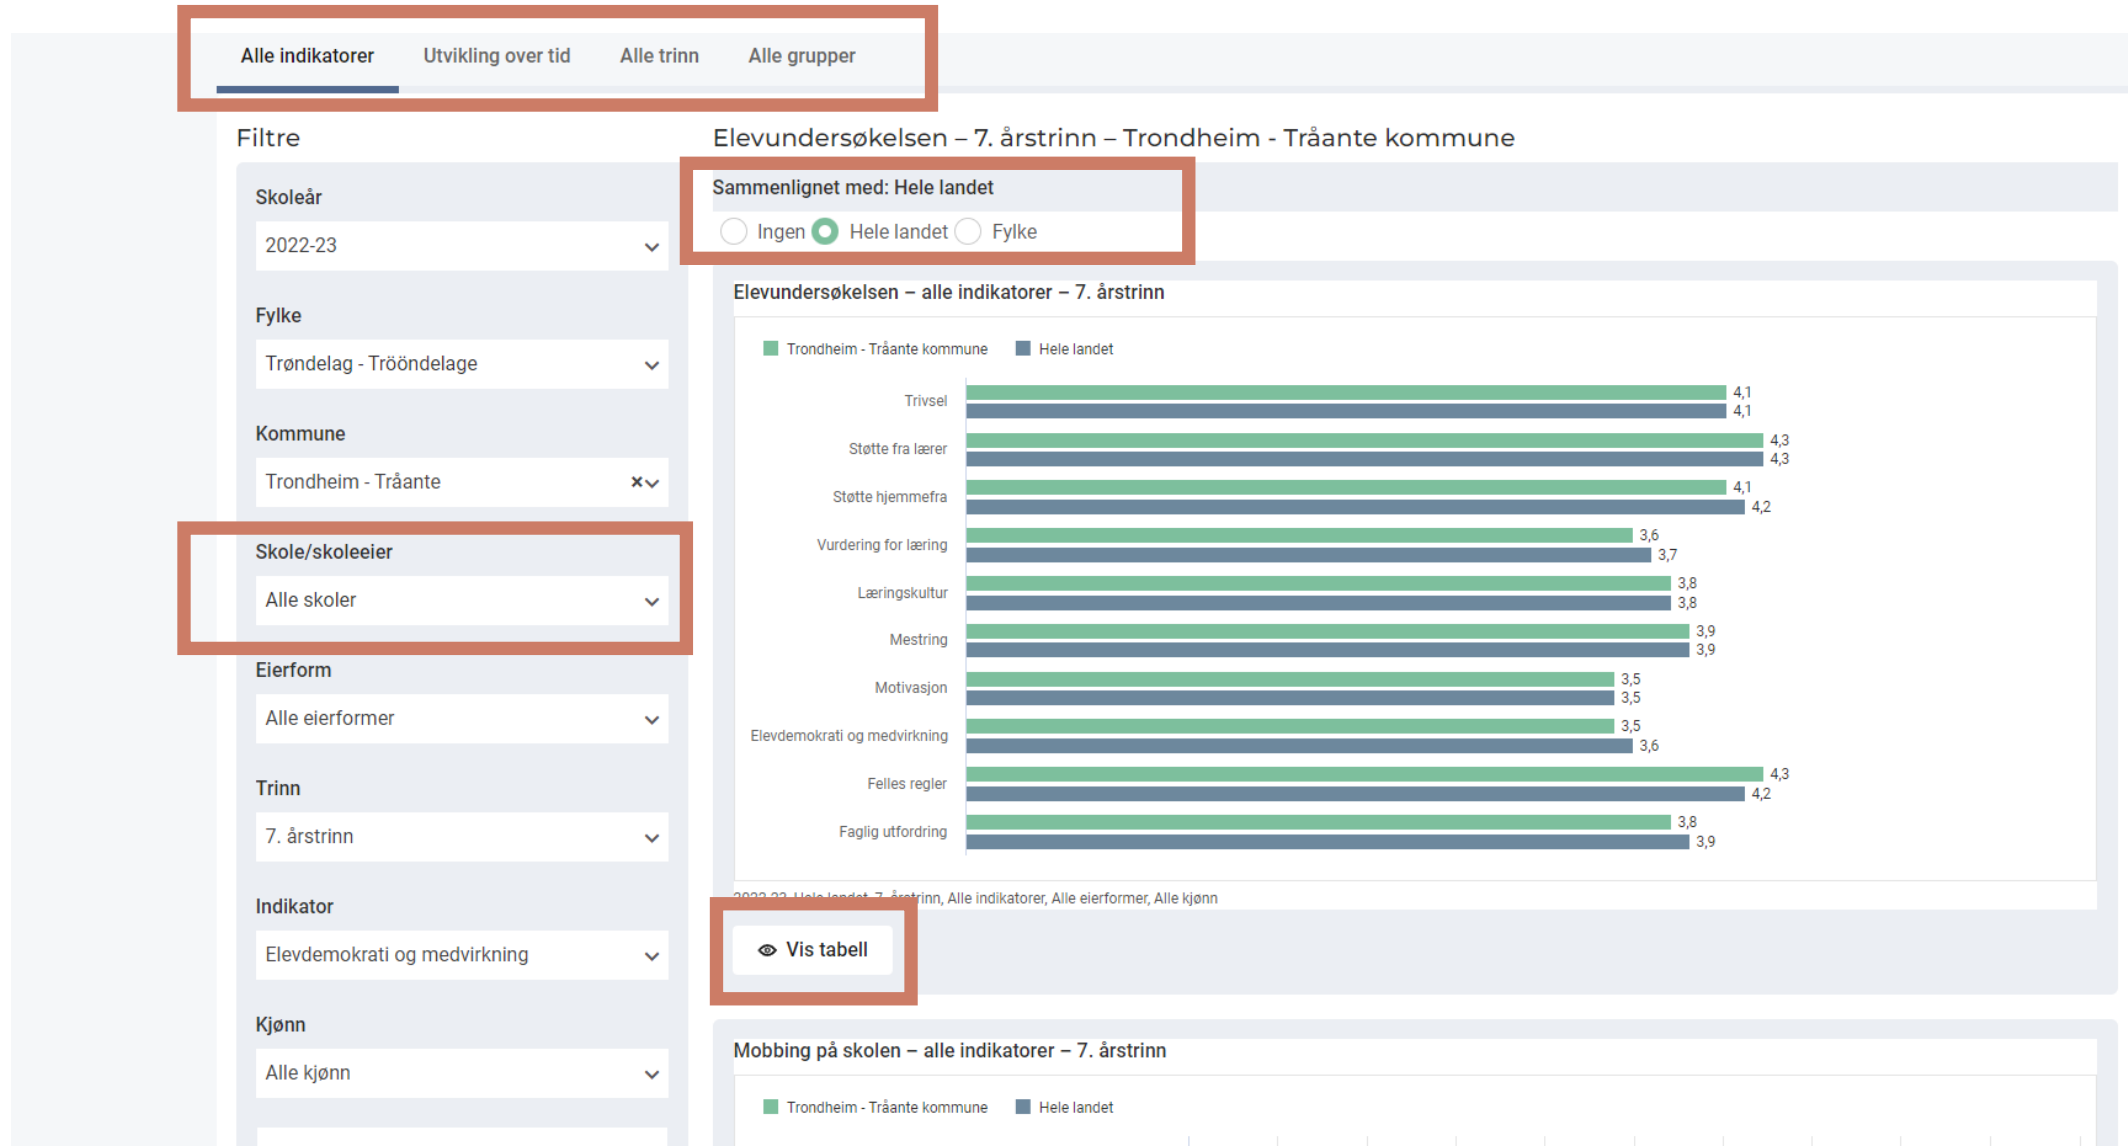 Alle indikatorer Utvikling over tid Alle trinn Alle grupper
Filtre
Skoleår
2022-23
Fylke
Trøndelag - Trööndelage
Kommune
Trondheim - Tråante
Skole/skoleeier
Alle skoler
Eierform
Alle eierformer
Trinn
7. årstrinn
Indikator
Elevdemokrati og medvirkning
Kjønn
Alle kjønn
Elevundersøkelsen – 7. årstrinn – Trondheim - Tråante kommune
Sammenlignet med: Hele landet
Ingen Hele landet Fylke
Elevundersøkelsen – alle indikatorer – 7. årstrinn
Trondheim - Tråante kommune Hele landet
Trivsel 4,1
4,1
Støtte fra lærer 4,3
4,3
Støtte hjemmefra 4,1
4,2
Vurdering for læring 3,6
3,7
Læringskultur 3,8
3,8
Mestring 3,9
3,9
Motivasjon 3,5
3,5
Elevdemokrati og medvirkning 3,5
3,6
Felles regler 4,3
4,2
Faglig utfordring 3,8
3,9
2022-23, Hele landet, 7. årstrinn, Alle indikatorer, Alle eierformer, Alle kjønn
Vis tabell
Mobbing på skolen – alle indikatorer – 7. årstrinn
Trondheim - Tråante kommune Hele landet